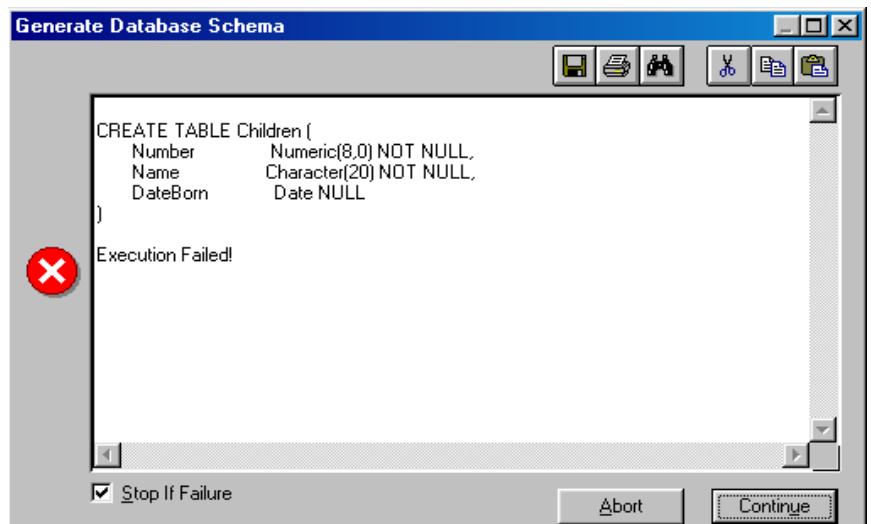 Generate Database Schema
CREATE TABLE Children (
Number Numeric(8,0) NOT NULL,
Name Character(20) NOT NULL,
DateBorn Date NULL
)
Execution Failed!
Stop If Failure
Abort
Continue